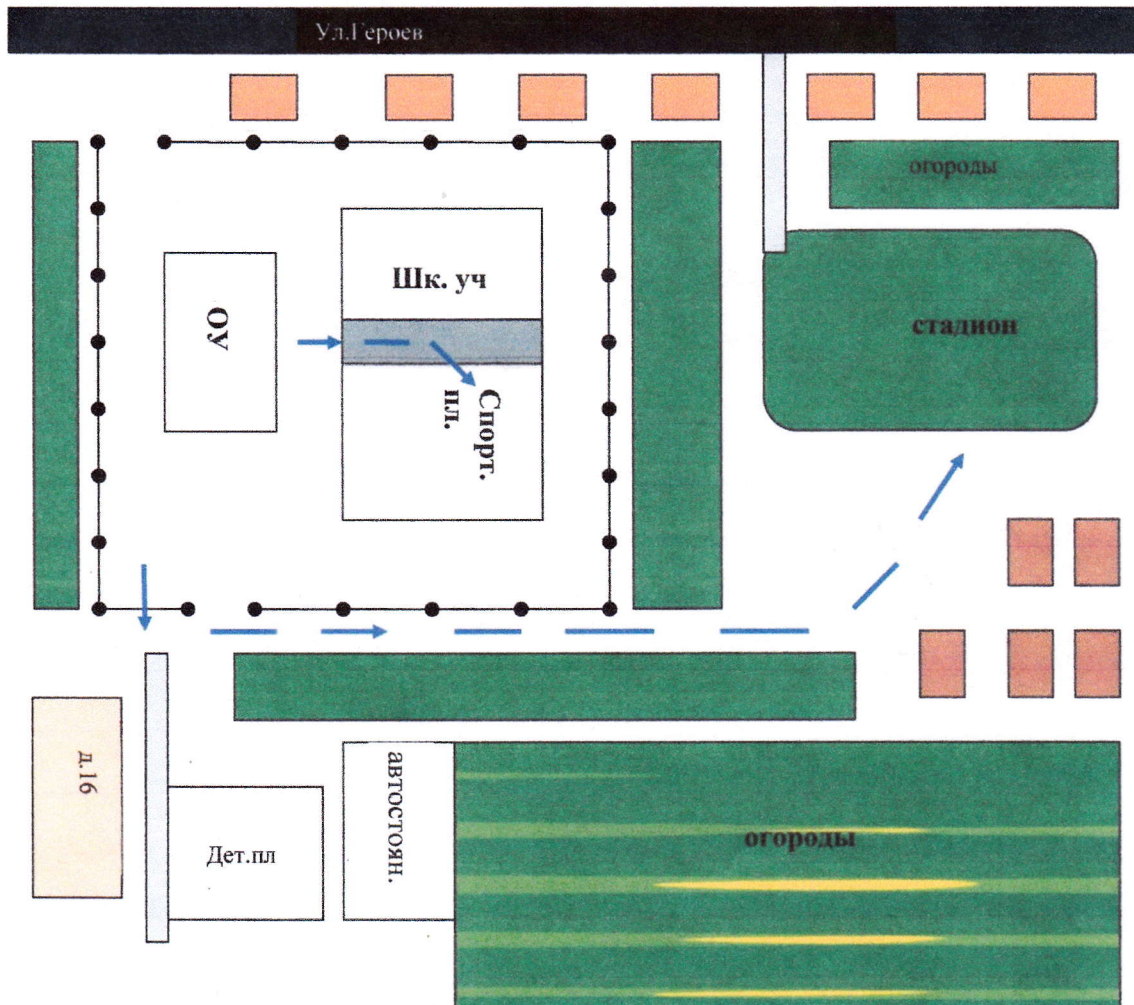 Ул.Героев
огороды
Шк. уч
ОУ
стадион
Спорт.
пл.
д.16
автостоян.
Дет.пл
огороды